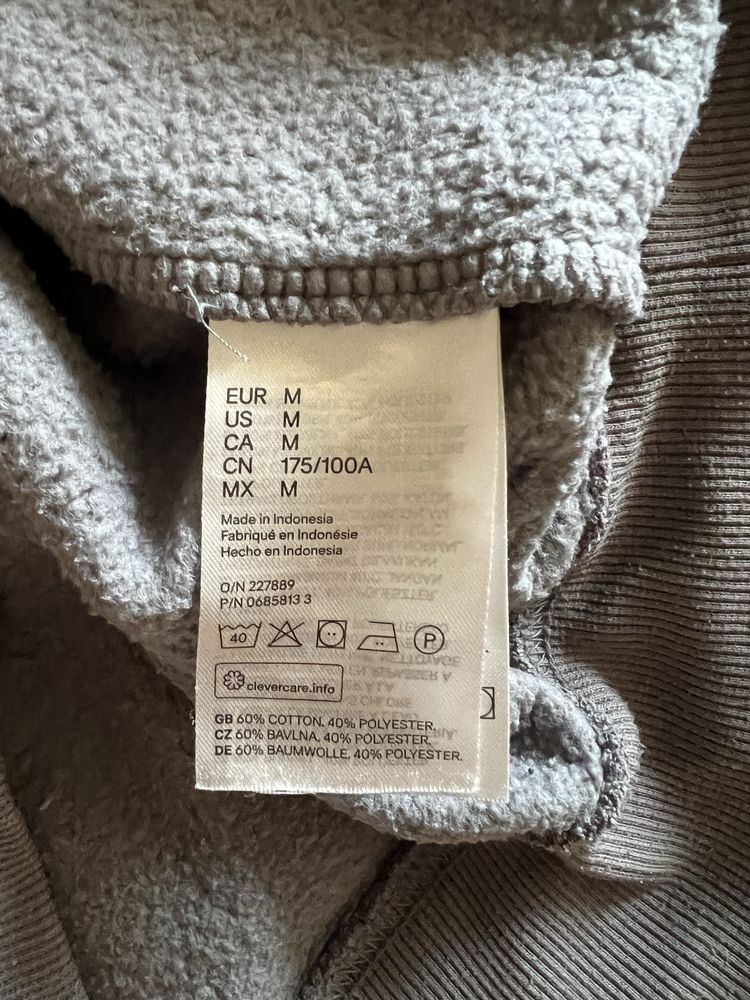 EUR M
US M
CA M
CN 175/100A
MX M
Made in Indonesia
Fabriqué en Indonésie
Hecho en Indonesia
O/N 227889
P/N 0685813 3
40 P
clevercare.info
GB 60% COTTON, 40% POLYESTER,
CZ 60% BAVLNA, 40% POLYESTER,
DE 60% BAUMWOLLE, 40% POLYESTER,